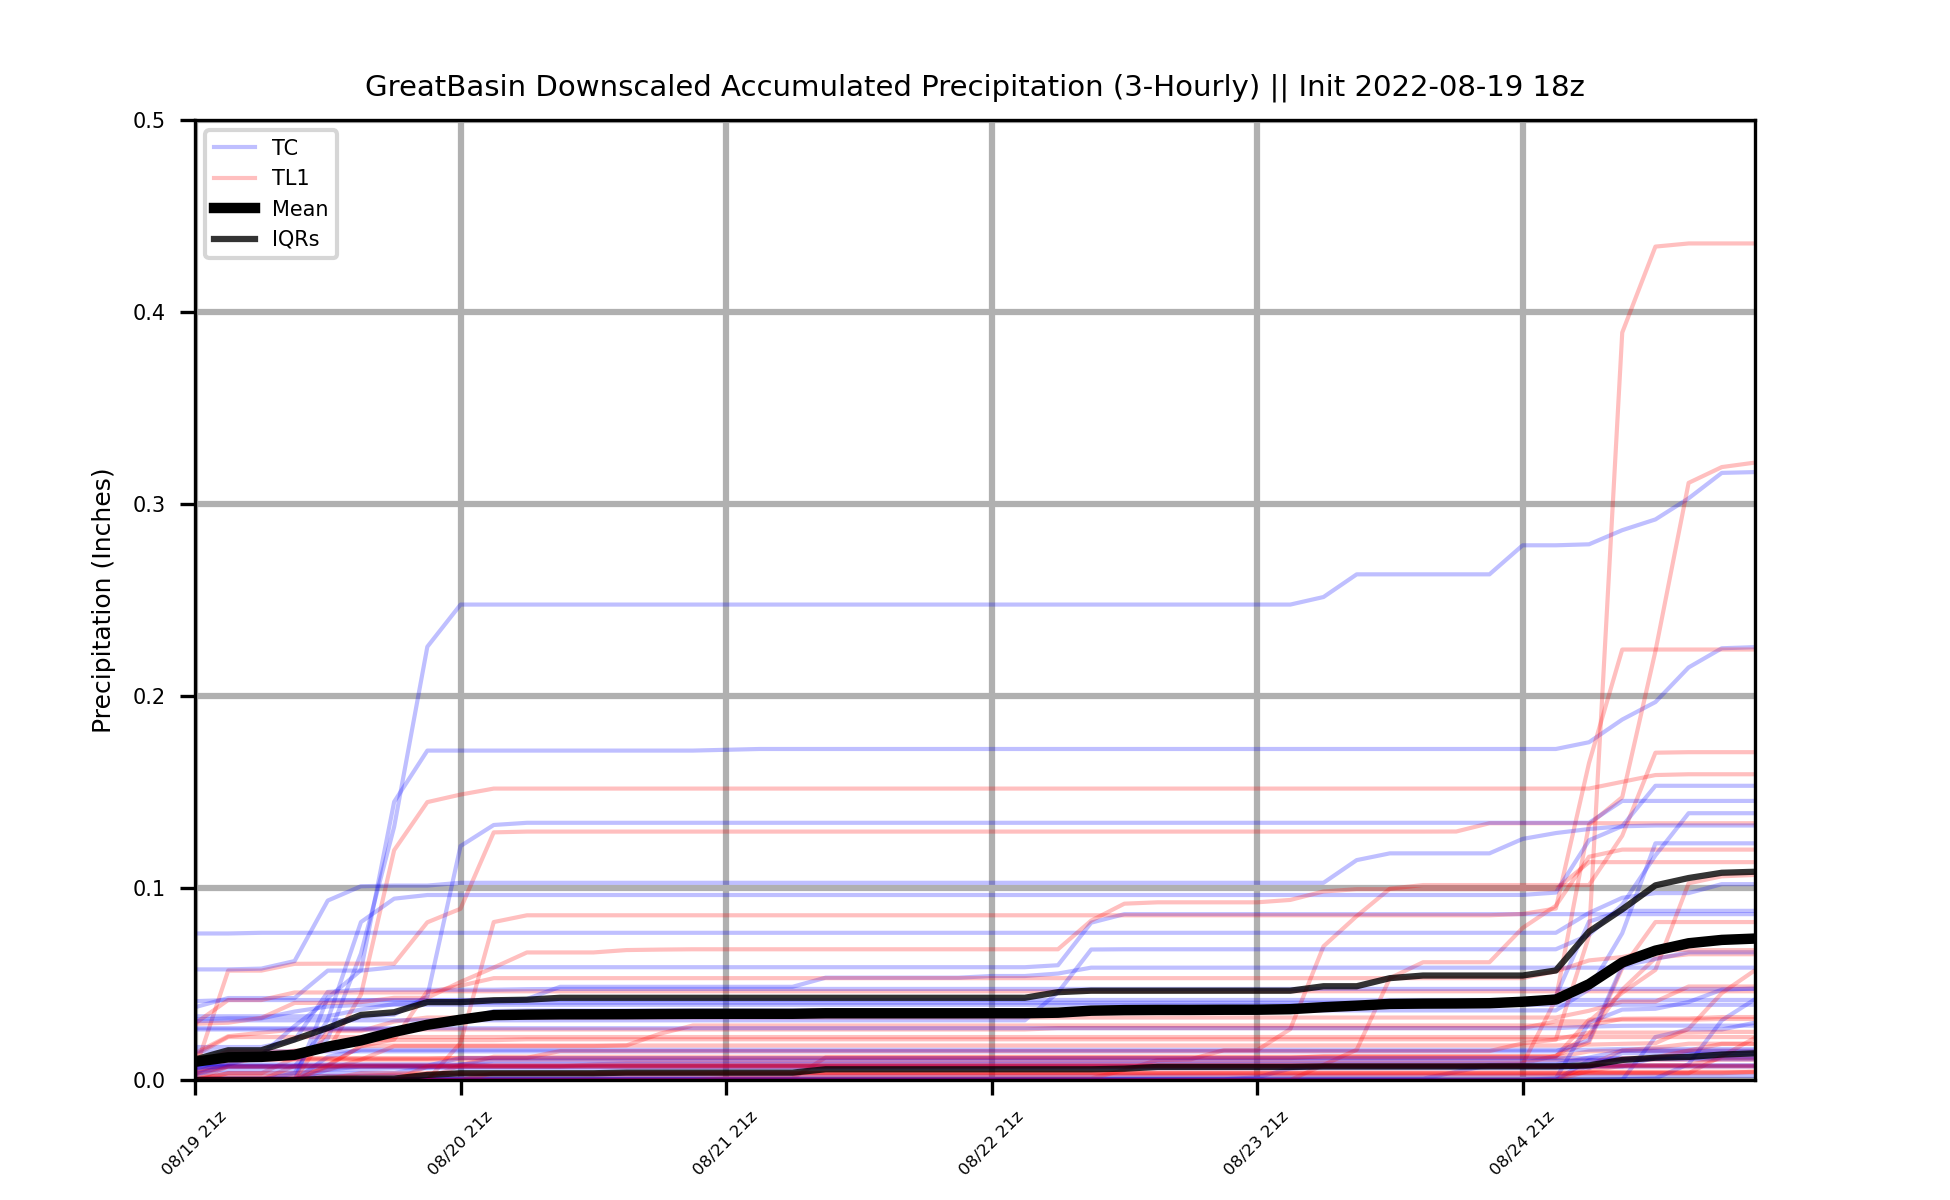 GreatBasin Downscaled Accumulated Precipitation (3-Hourly) || Init 2022-08-19 18z
TC
TL1
Mean
IQRs
Precipitation (Inches)
0.5
0.4
0.3
0.2
0.1
0.0
08/19 21z
08/20 21z
08/21 21z
08/22 21z
08/23 21z
08/24 21z